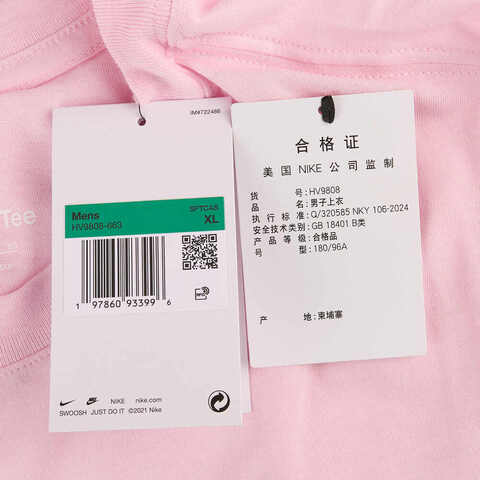 Tee
IM#722486
Mens
SPTCAS
HV9808-663
XL
1 97860 93399 6
NIKE
nike.com
SWOOSH JUST DO IT ©2021 Nike
合格证
美国 NIKE 公司监制
货号: HV9808
品名: 男子上衣
执行标准: Q/320585 NKY 106-2024
安全技术类别: GB 18401 B类
产品等级: 合格品
型号: 180/96A
产地: 柬埔寨